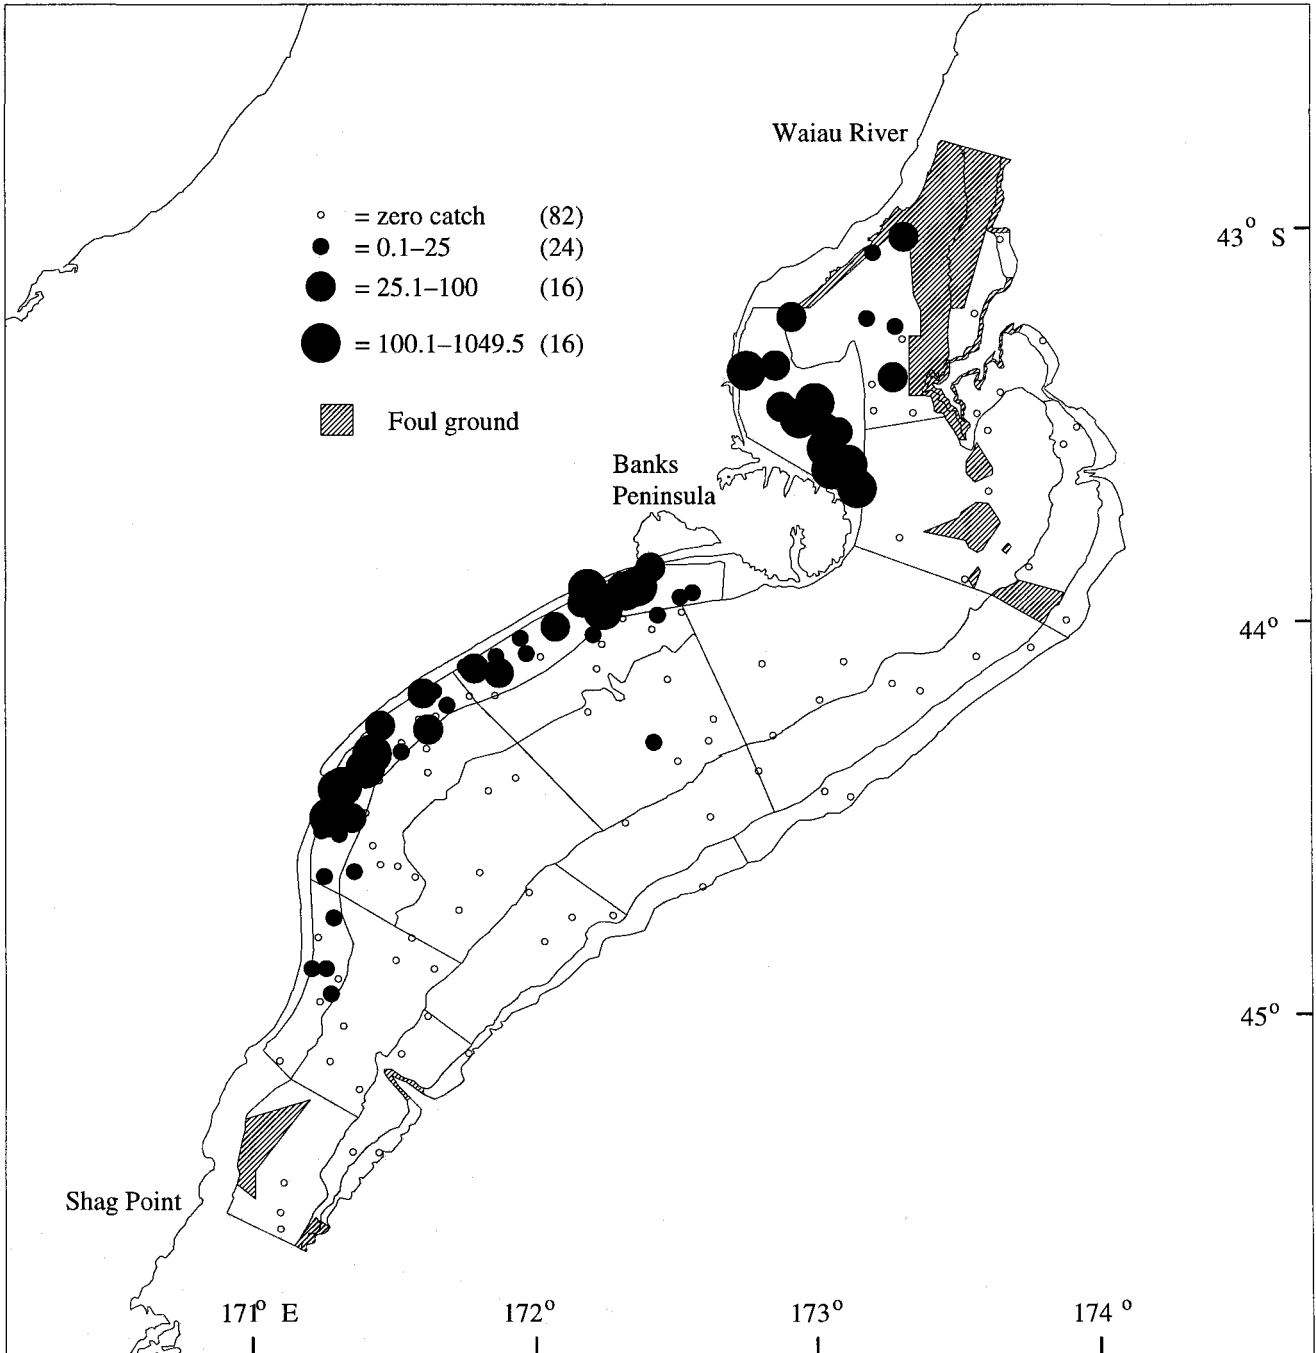 Waiau River
= zero catch (82)
= 0.1–25 (24)
= 25.1–100 (16)
= 100.1–1049.5 (16)
Foul ground
43° S
Banks
Peninsula
44°
45°
Shag Point
171° E 172° 173° 174°